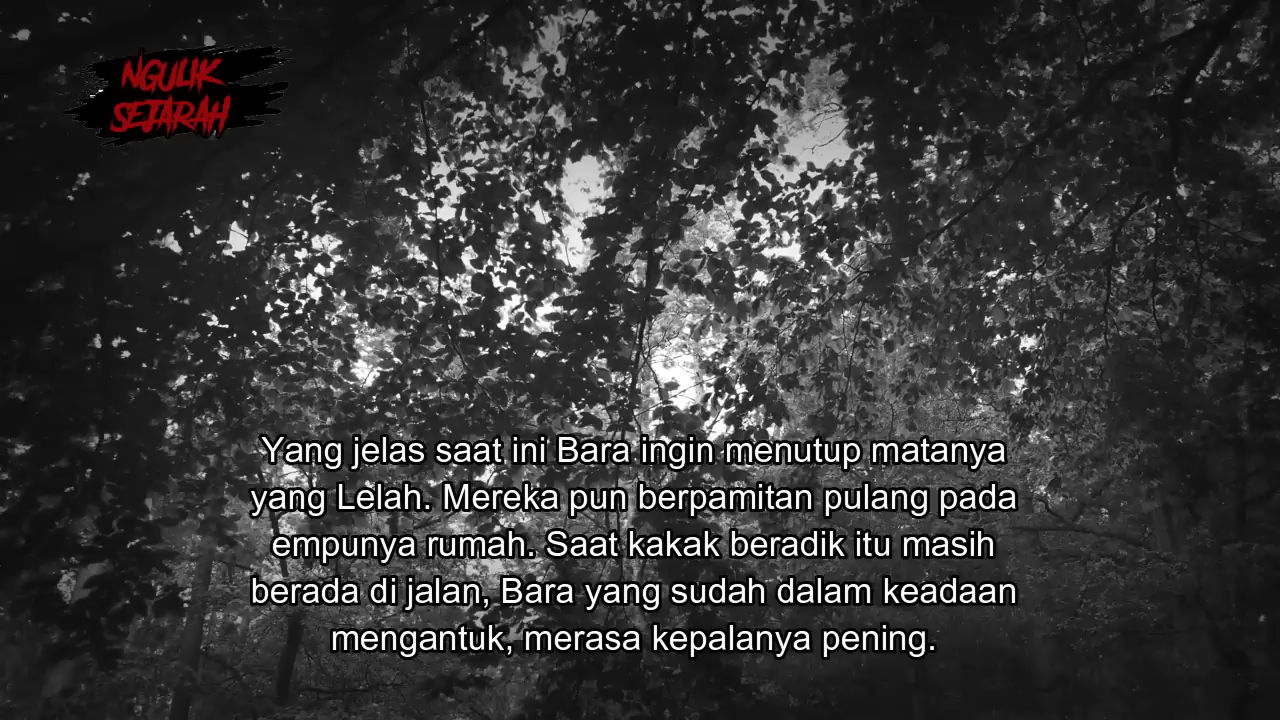 NGULIK
SEJARAH
Yang jelas saat ini Bara ingin menutup matanya
yang Lelah. Mereka pun berpamitan pulang pada
empunya rumah. Saat kakak beradik itu masih
berada di jalan, Bara yang sudah dalam keadaan
mengantuk, merasa kepalanya pening.